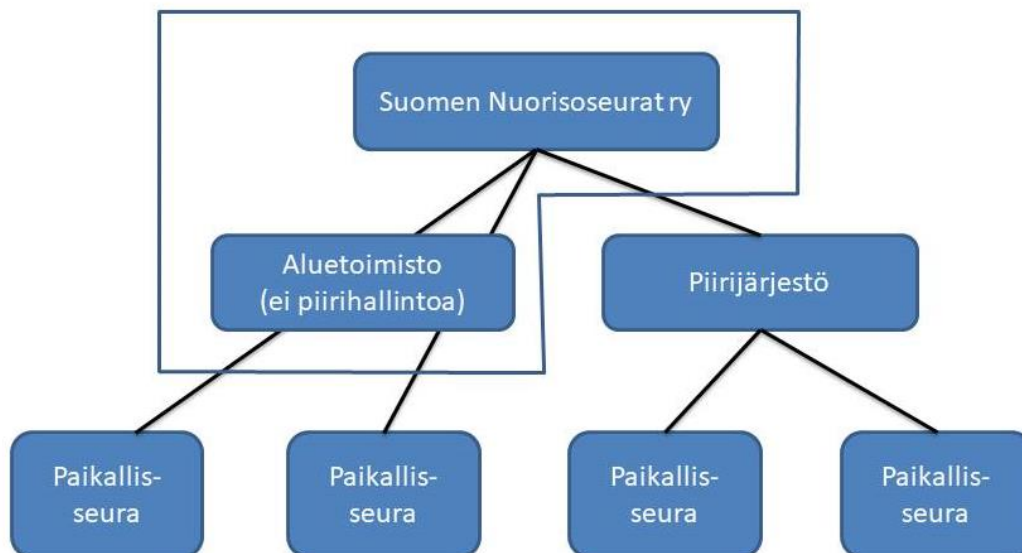 Suomen Nuorisoseurat ry
Aluetoimisto
(ei piirihallintoa)
Piirijärjestö
Paikallis-
seura
Paikallis-
seura
Paikallis-
seura
Paikallis-
seura